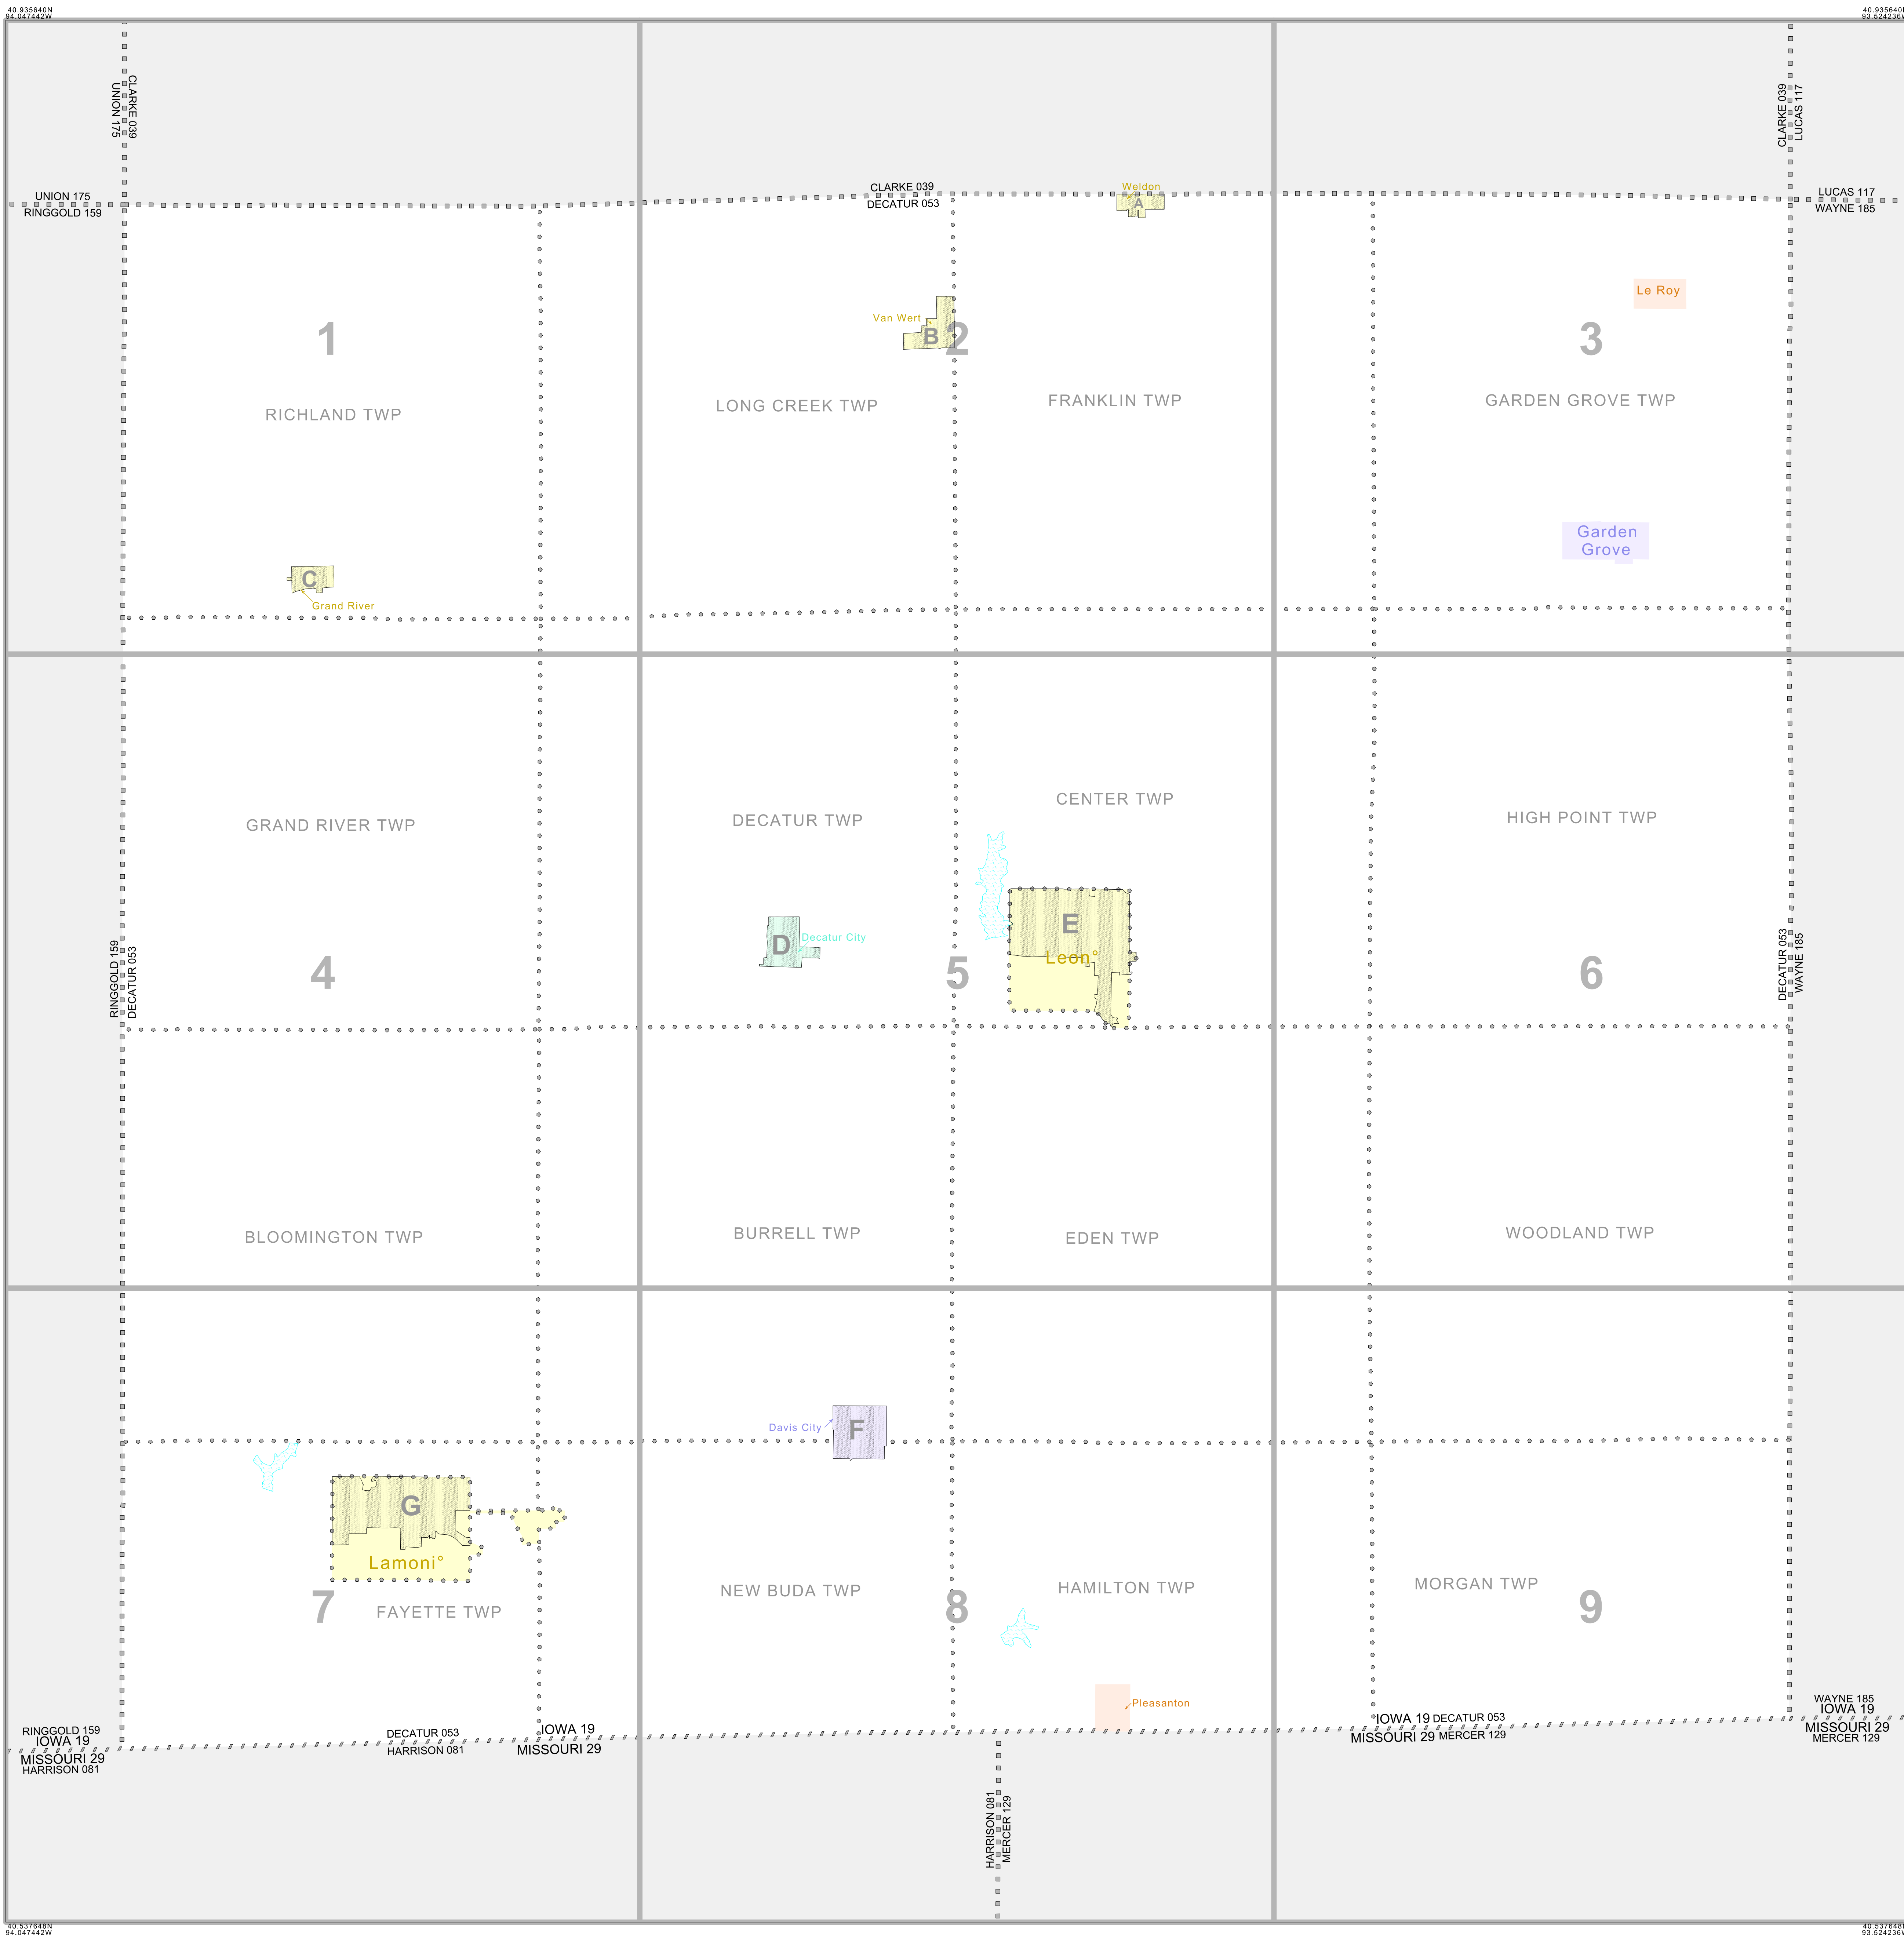 40.935640N
94.047442W
40.935640N
93.524236W
UNION 175
CLARKE 039
CLARKE 039
LUCAS 117
UNION 175
RINGGOLD 159
CLARKE 039
DECATUR 053
Weldon
A
LUCAS 117
WAYNE 185
Le Roy
Van Wert
B
1
2
3
RICHLAND TWP
LONG CREEK TWP
FRANKLIN TWP
GARDEN GROVE TWP
Garden
Grove
C
Grand River
GRAND RIVER TWP
DECATUR TWP
CENTER TWP
HIGH POINT TWP
E
D
Decatur City
Leon°
RINGGOLD 159
DECATUR 053
DECATUR 053
WAYNE 185
4
5
6
BLOOMINGTON TWP
BURRELL TWP
EDEN TWP
WOODLAND TWP
Davis City
F
G
Lamoni°
7
FAYETTE TWP
NEW BUDA TWP
8
HAMILTON TWP
MORGAN TWP
9
Pleasanton
RINGGOLD 159
IOWA 19
MISSOURI 29
HARRISON 081
DECATUR 053
HARRISON 081
IOWA 19
MISSOURI 29
IOWA 19 DECATUR 053
MISSOURI 29 MERCER 129
WAYNE 185
IOWA 19
MISSOURI 29
MERCER 129
HARRISON 081
MERCER 129
40.537648N
94.047442W
40.537648N
93.524236W